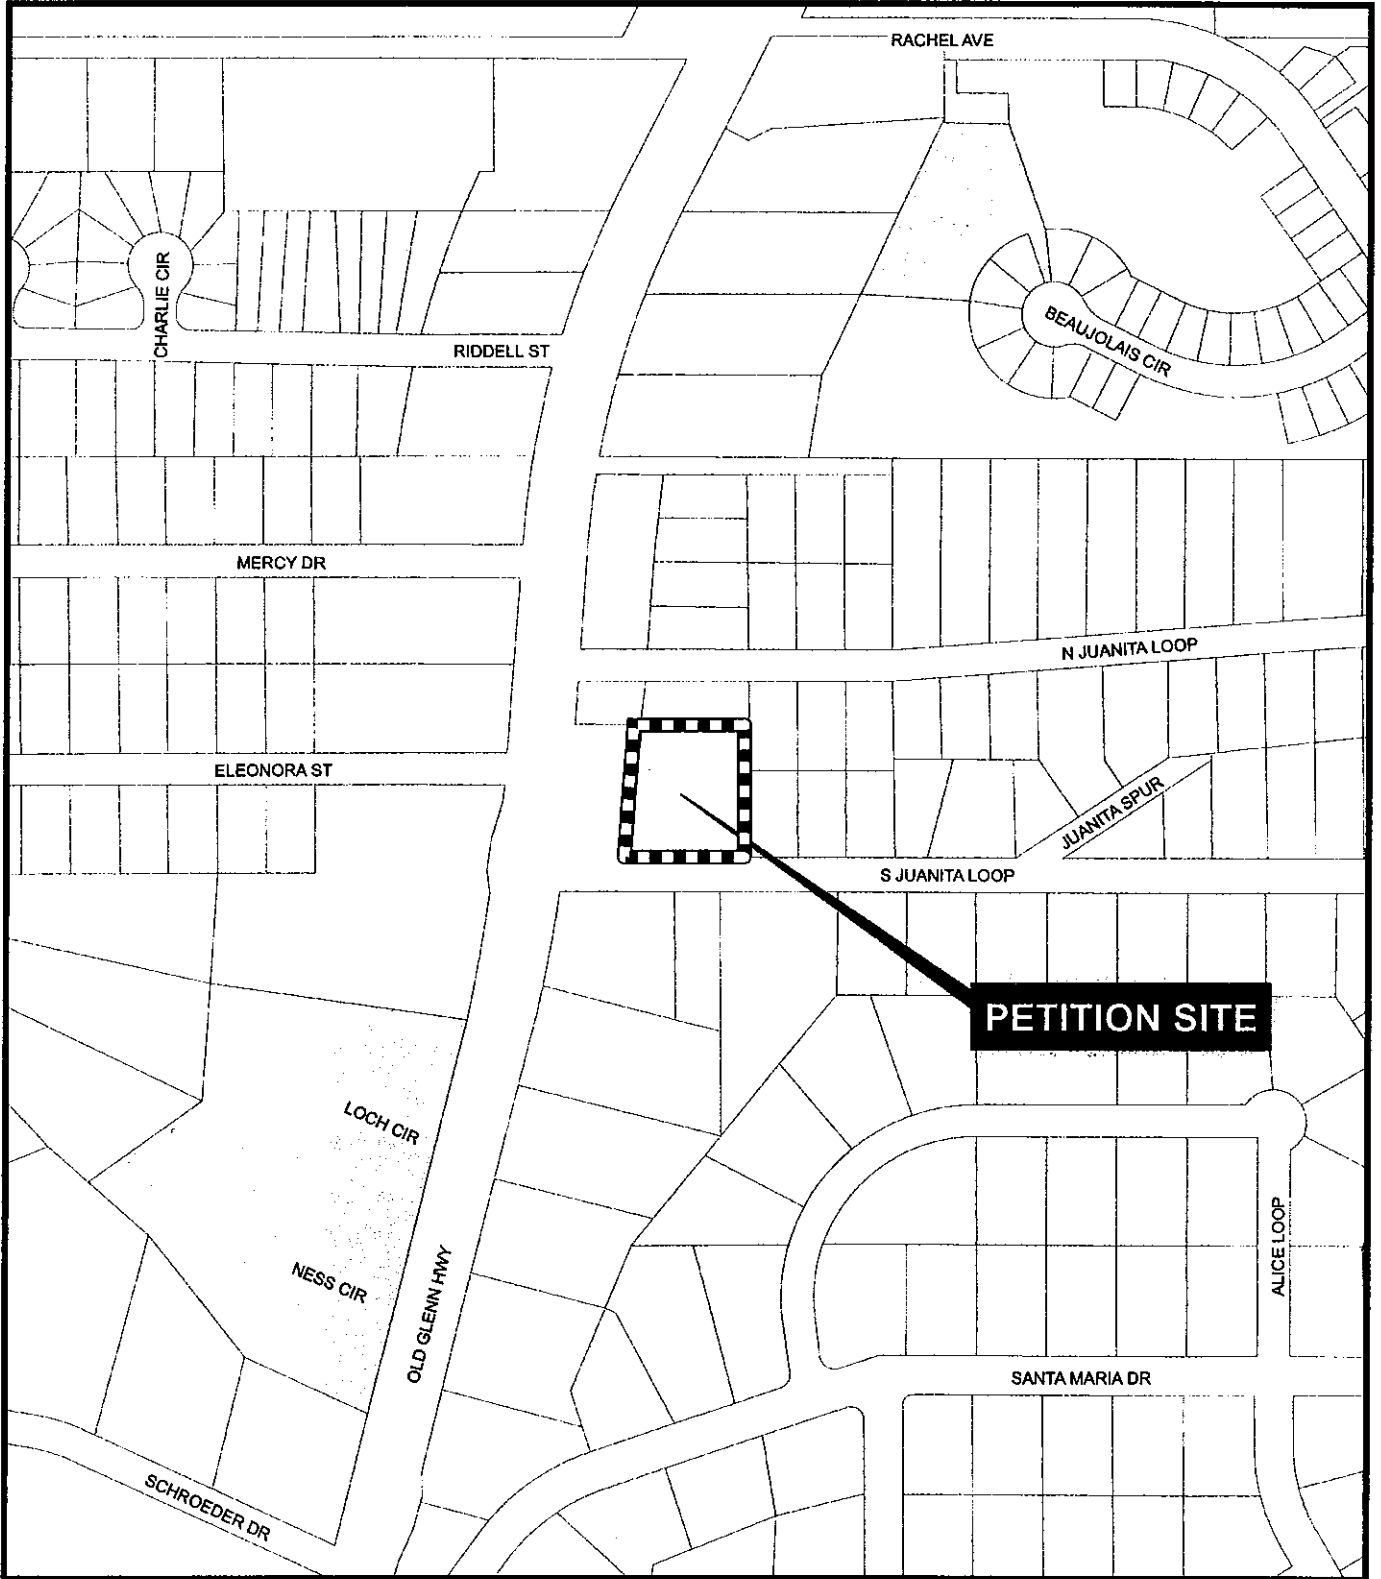 RACHEL AVE
CHARLIE CIR
RIDDELL ST
BEAUJOLAIS CIR
MERCY DR
N JUANITA LOOP
ELEONORA ST
JUANITA SPUR
S JUANITA LOOP
PETITION SITE
LOCH CIR
NESS CIR
OLD GLENN HWY
ALICE LOOP
SANTA MARIA DR
SCHROEDER DR